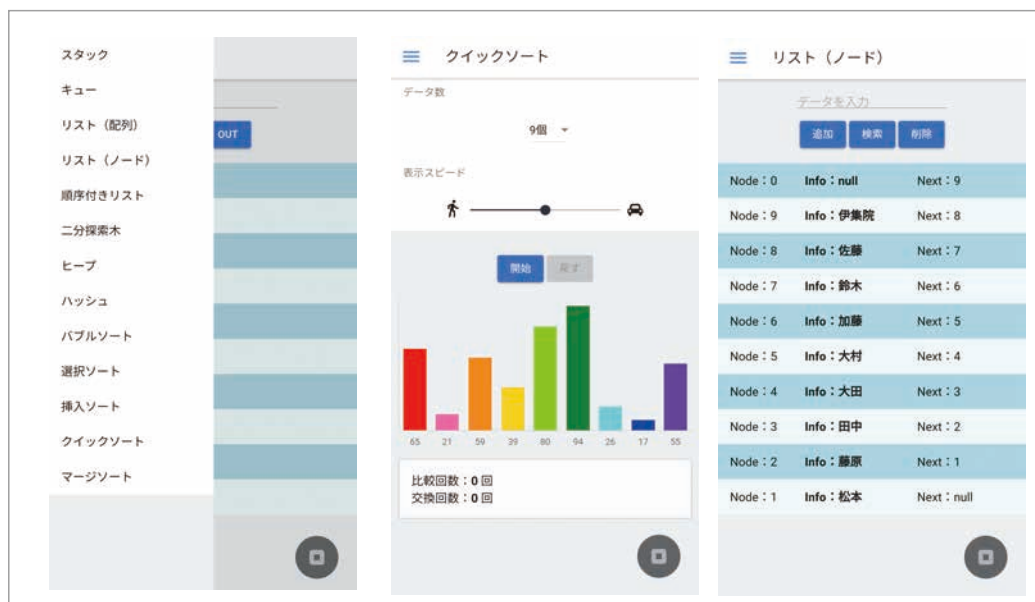 スタック
キュー
リスト（配列）
リスト（ノード）
順序付きリスト
二分探索木
ヒープ
ハッシュ
バブルソート
選択ソート
挿入ソート
クイックソート
マージソート
OUT
クイックソート
データ数
9個
表示スピード
開始 戻す
65 21 59 39 80 94 26 17 55
比較回数：0 回
交換回数：0 回
リスト（ノード）
データを入力
追加 検索 削除
Node：0 Info：null Next：9
Node：9 Info：伊集院 Next：8
Node：8 Info：佐藤 Next：7
Node：7 Info：鈴木 Next：6
Node：6 Info：加藤 Next：5
Node：5 Info：大村 Next：4
Node：4 Info：大田 Next：3
Node：3 Info：田中 Next：2
Node：2 Info：藤原 Next：1
Node：1 Info：松本 Next：null